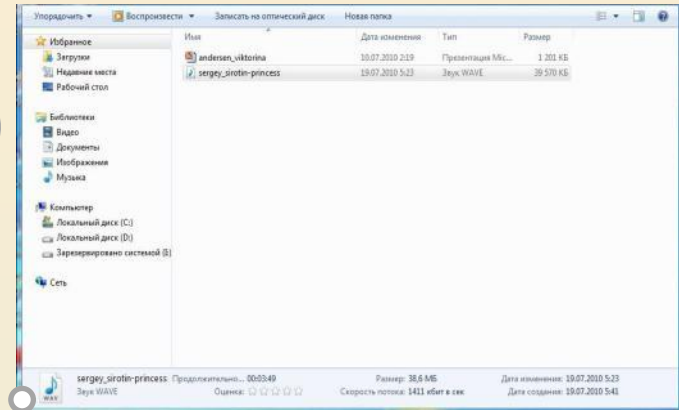 Упорядочить Воспроизвести Записать на оптический диск Новая папка
Имя Дата изменения Тип Размер
andersen_viktorina 10.07.2010 2:19 Презентация Mic... 1 201 КБ
sergey_sirotin-princess 19.07.2010 5:23 Звук WAVE 39 570 КБ
Избранное
Загрузки
Недавние места
Рабочий стол
Библиотеки
Видео
Документы
Изображения
Музыка
Компьютер
Локальный диск (C:)
Локальный диск (D:)
Зарезервировано системой (E:)
Сеть
sergey_sirotin-princess Продолжительно... 00:03:49 Размер: 38,6 МБ Дата изменения: 19.07.2010 5:23
Звук WAVE Оценка: Скорость потока: 1411 кбит в сек Дата создания: 19.07.2010 5:41
WAV